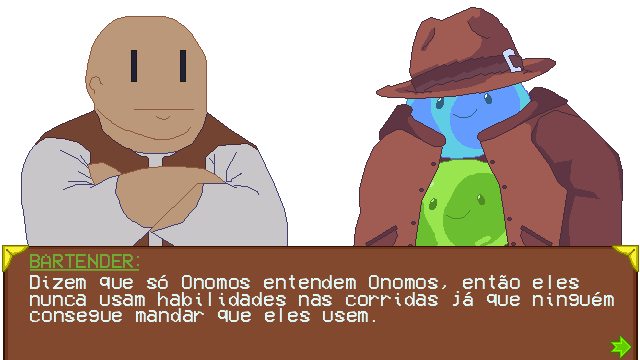 BARTENDER:
Dizem que só Onomos entendem Onomos, então eles
nunca usam habilidades nas corridas já que ninguém
consegue mandar que eles usem.